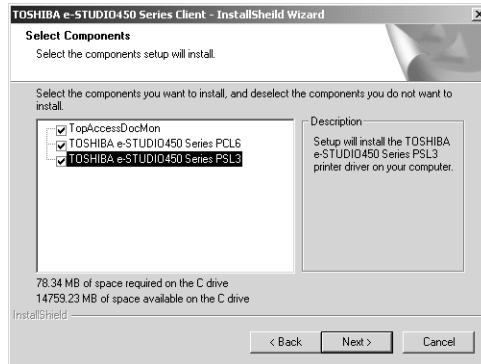 TOSHIBA e-STUDIO450 Series Client - InstallSheild Wizard
Select Components
Select the components setup will install.
Select the components you want to install, and deselect the components you do not want to
install.
TopAccessDocMon
TOSHIBA e-STUDIO450 Series PCL6
TOSHIBA e-STUDIO450 Series PSL3
Description
Setup will install the TOSHIBA
e-STUDIO450 Series PSL3
printer driver on your computer.
78.34 MB of space required on the C drive
14759.23 MB of space available on the C drive
InstallShield
< Back
Next >
Cancel